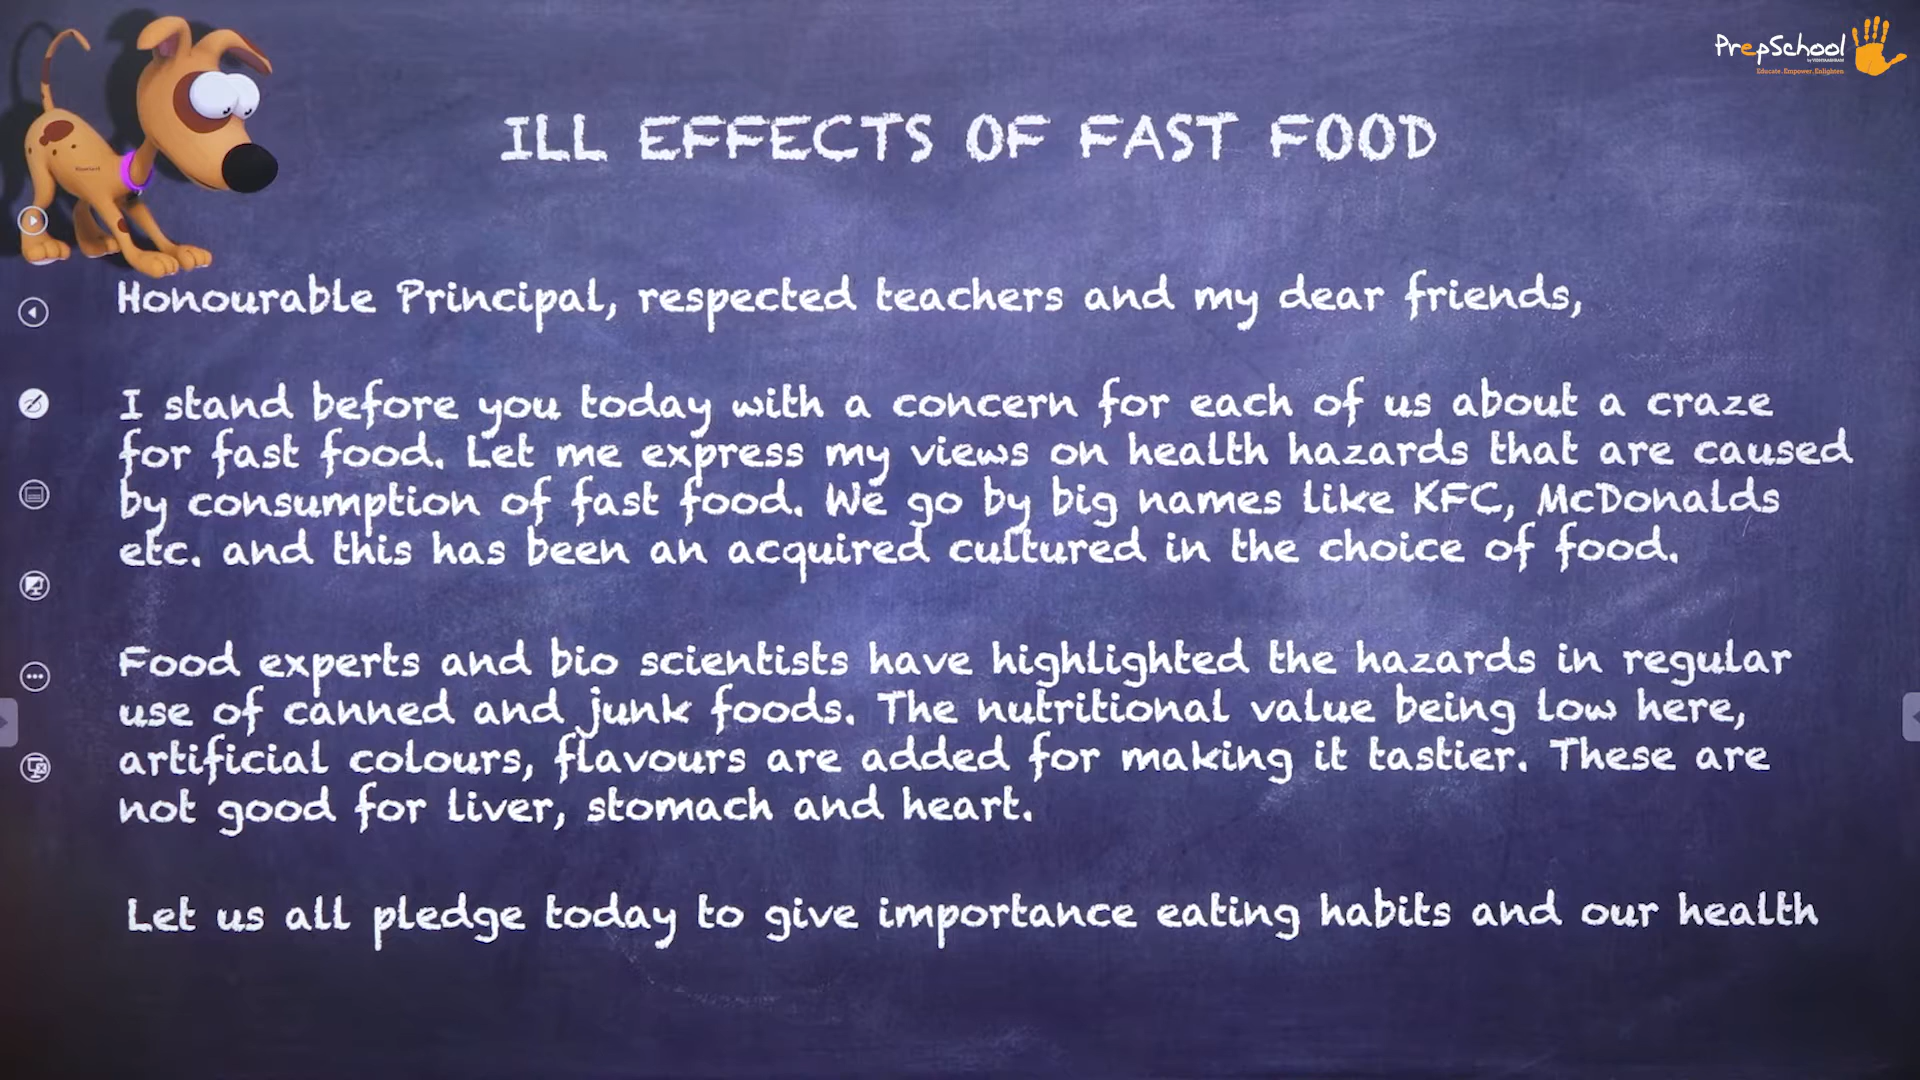 PrepSchool
Educate. Empower. Enlighten.
ILL EFFECTS OF FAST FOOD
Honourable Principal, respected teachers and my dear friends,
I stand before you today with a concern for each of us about a craze
for fast food. Let me express my views on health hazards that are caused
by consumption of fast food. We go by big names like KFC, McDonalds
etc. and this has been an acquired cultured in the choice of food.
Food experts and bio scientists have highlighted the hazards in regular
use of canned and junk foods. The nutritional value being low here,
artificial colours, flavours are added for making it tastier. These are
not good for liver, stomach and heart.
Let us all pledge today to give importance eating habits and our health